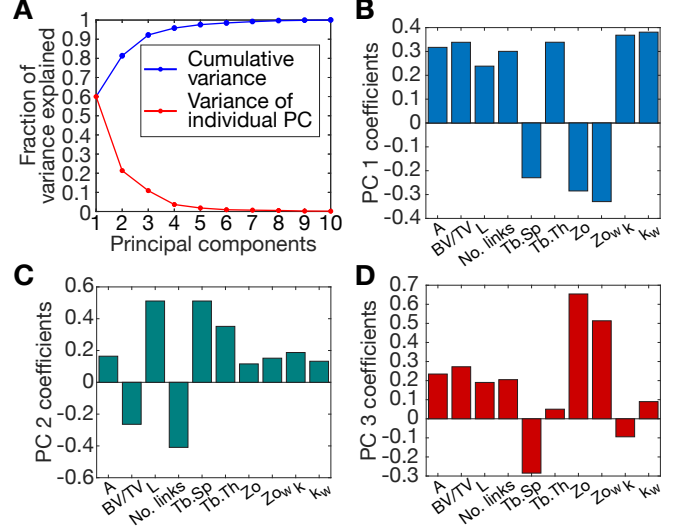 A
Fraction of
variance explained
1
0.9
0.8
0.7
0.6
0.5
0.4
0.3
0.2
0.1
0
Cumulative
variance
Variance of
individual PC
1 2 3 4 5 6 7 8 9 10
Principal components
B
PC 1 coefficients
0.4
0.3
0.2
0.1
0
-0.1
-0.2
-0.3
-0.4
A BV/TV L No. links Tb.Sp Tb.Th Zo Zow k kw
C
PC 2 coefficients
0.6
0.4
0.2
0
-0.2
-0.4
-0.6
A BV/TV L No. links Tb.Sp Tb.Th Zo Zow k kw
D
PC 3 coefficients
0.7
0.6
0.5
0.4
0.3
0.2
0.1
0
-0.1
-0.2
-0.3
A BV/TV L No. links Tb.Sp Tb.Th Zo Zow k kw